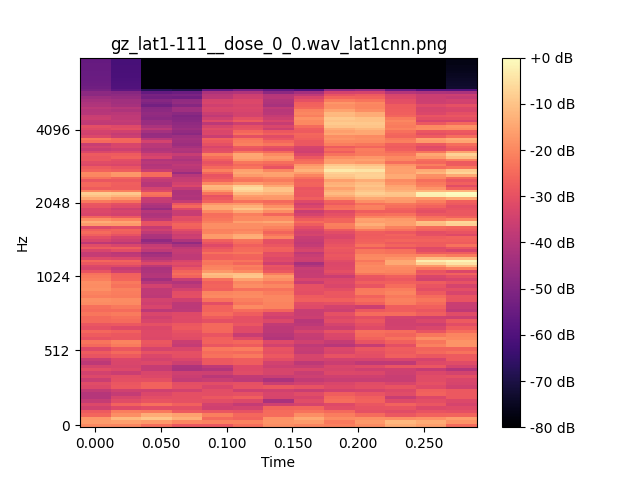 gz_lat1-111__dose_0_0.wav_lat1cnn.png
Hz
4096
2048
1024
512
0
0.000
0.050
0.100
0.150
0.200
0.250
Time
+0 dB
-10 dB
-20 dB
-30 dB
-40 dB
-50 dB
-60 dB
-70 dB
-80 dB